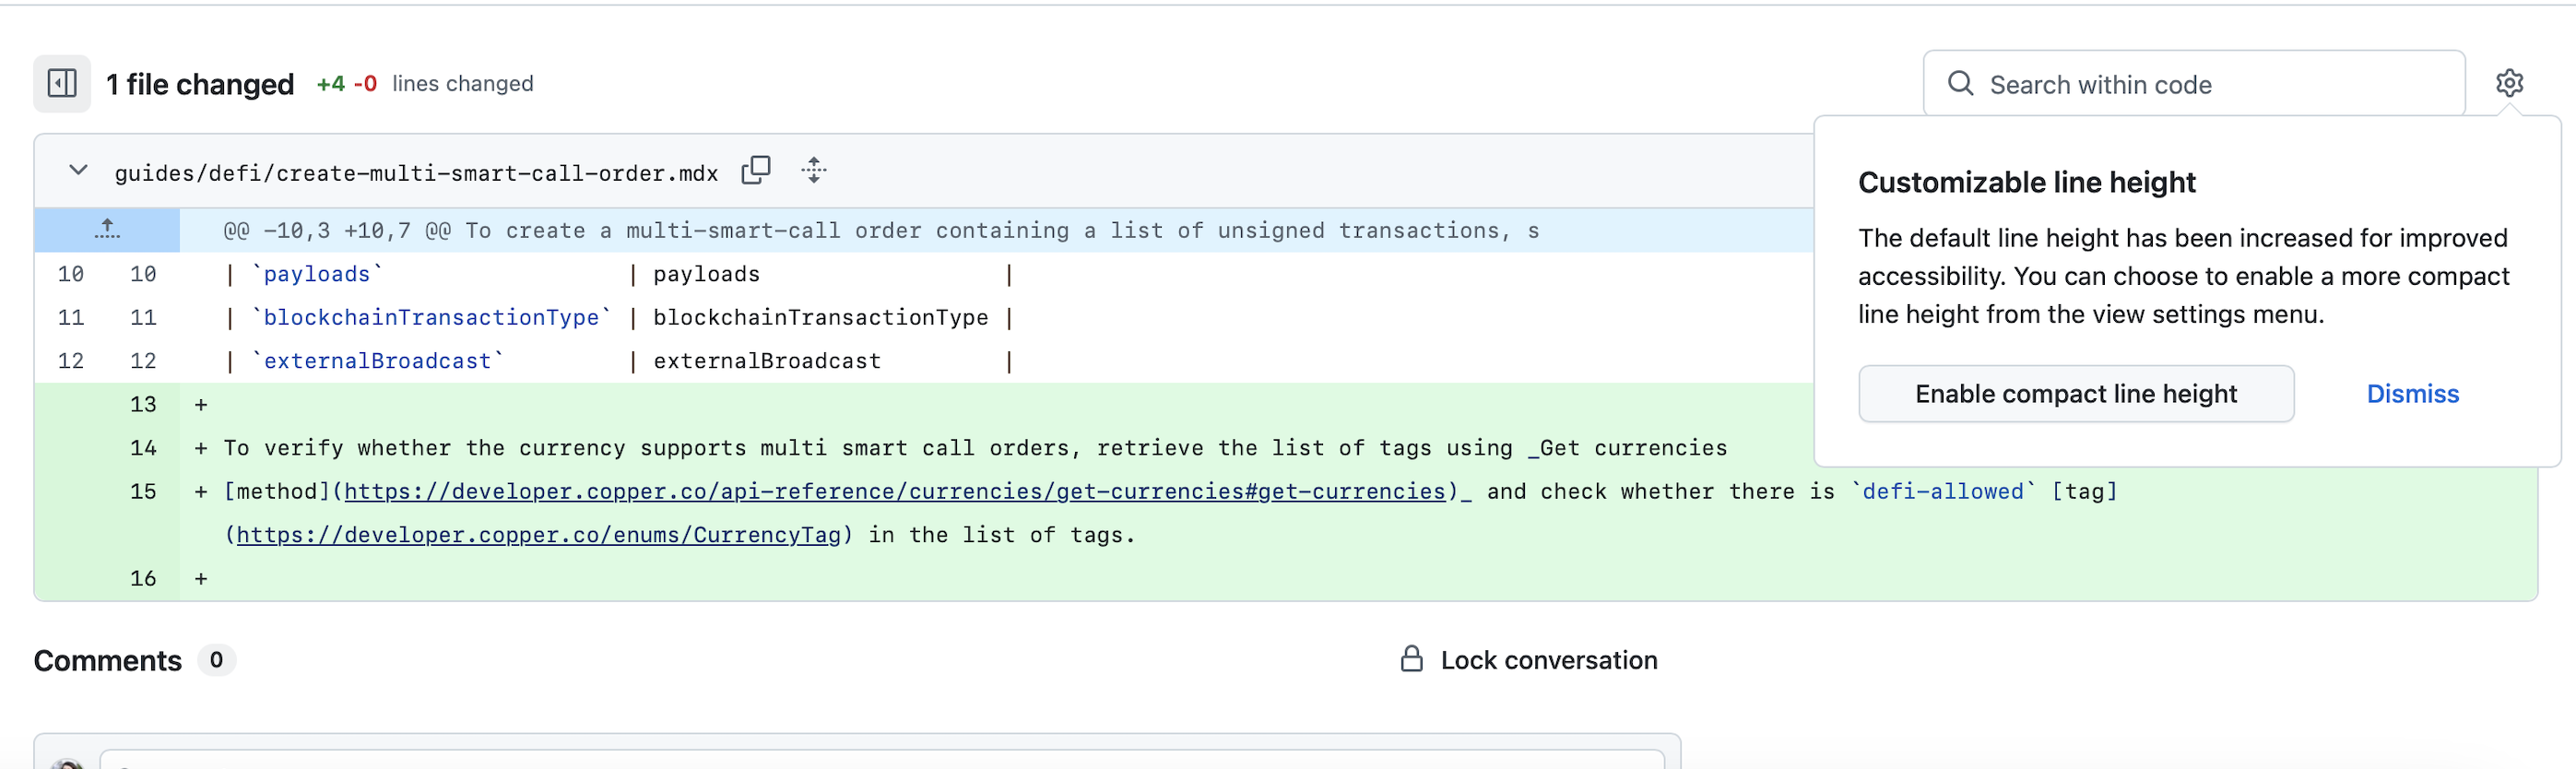 1 file changed +4 -0 lines changed
Search within code
guides/defi/create-multi-smart-call-order.mdx
@@ -10,3 +10,7 @@ To create a multi-smart-call order containing a list of unsigned transactions, s
10 10 | `payloads` | payloads |
11 11 | `blockchainTransactionType` | blockchainTransactionType |
12 12 | `externalBroadcast` | externalBroadcast |
13 +
14 + To verify whether the currency supports multi smart call orders, retrieve the list of tags using _Get currencies
15 + [method](https://developer.copper.co/api-reference/currencies/get-currencies#get-currencies)_ and check whether there is `defi-allowed` [tag]
(https://developer.copper.co/enums/CurrencyTag) in the list of tags.
16 +
Customizable line height
The default line height has been increased for improved
accessibility. You can choose to enable a more compact
line height from the view settings menu.
Enable compact line height
Dismiss
Comments 0
Lock conversation